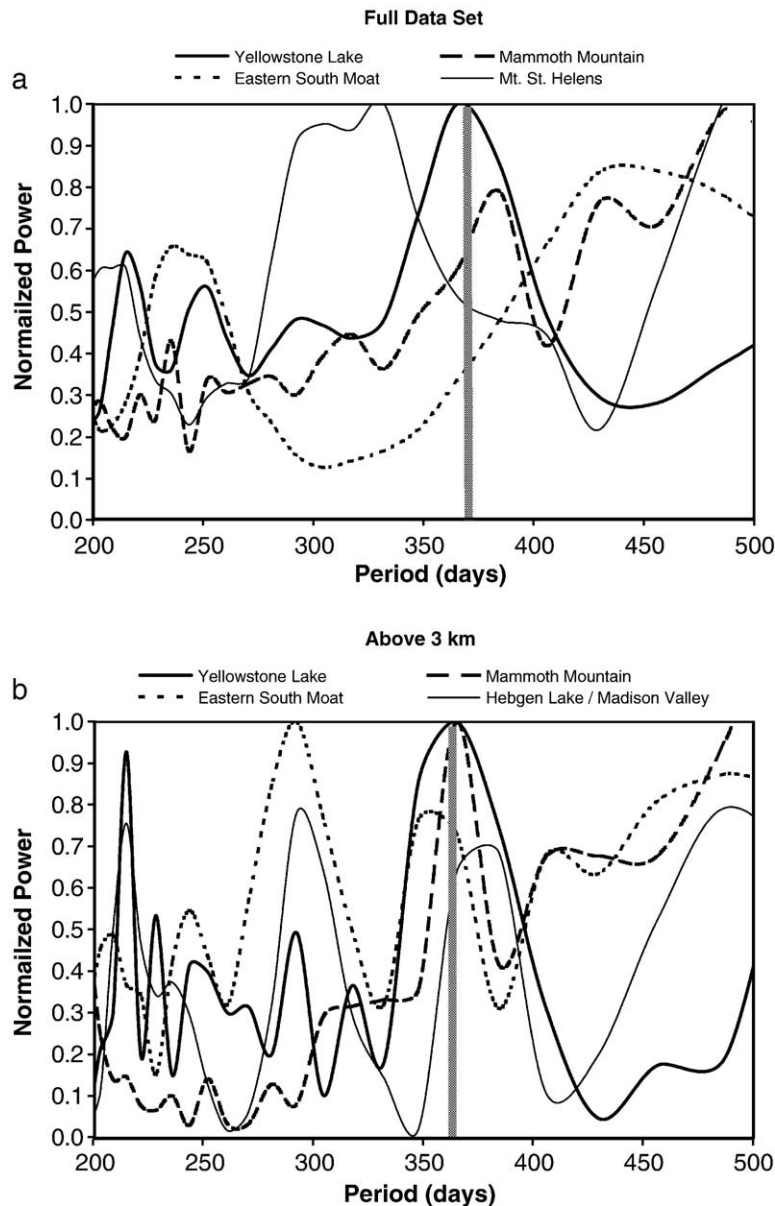 Full Data Set
Yellowstone Lake Mammoth Mountain
Eastern South Moat Mt. St. Helens
a
1.0
0.9
0.8
0.7
0.6
0.5
0.4
0.3
0.2
0.1
0.0
Normailzed Power
200 250 300 350 400 450 500
Period (days)
Above 3 km
Yellowstone Lake Mammoth Mountain
Eastern South Moat Hebgen Lake / Madison Valley
b
1.0
0.9
0.8
0.7
0.6
0.5
0.4
0.3
0.2
0.1
0.0
Normailzed Power
200 250 300 350 400 450 500
Period (days)